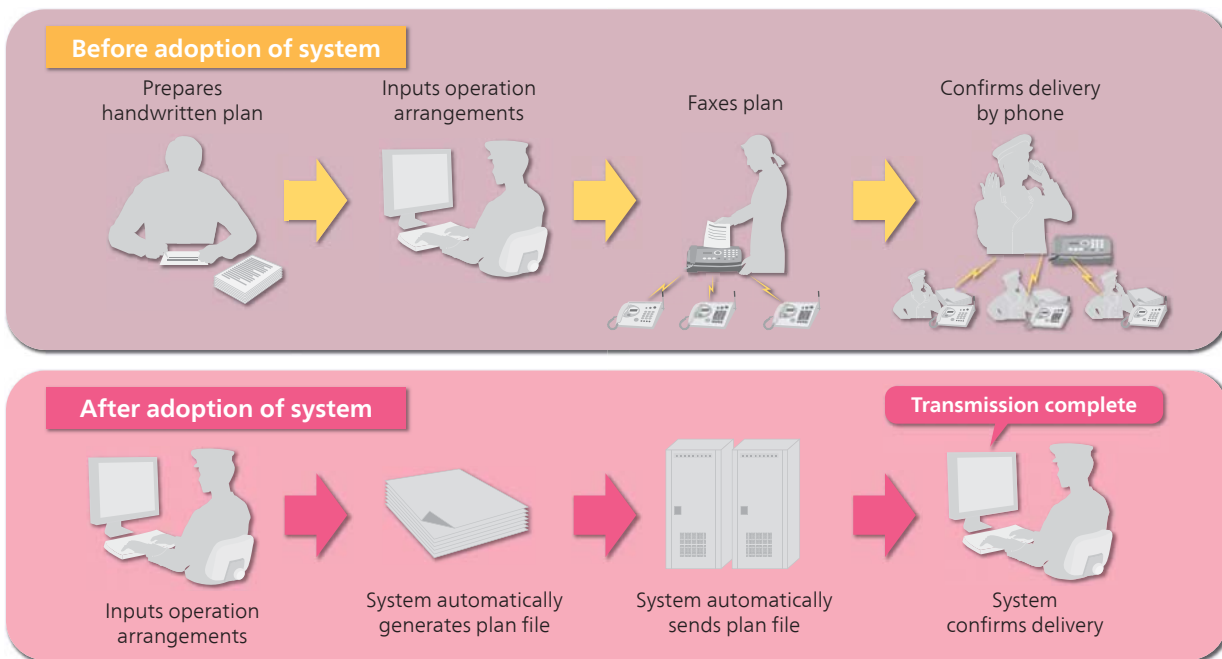 Before adoption of system
Prepares
handwritten plan
Inputs operation
arrangements
Faxes plan
Confirms delivery
by phone
After adoption of system
Transmission complete
Inputs operation
arrangements
System automatically
generates plan file
System automatically
sends plan file
System
confirms delivery